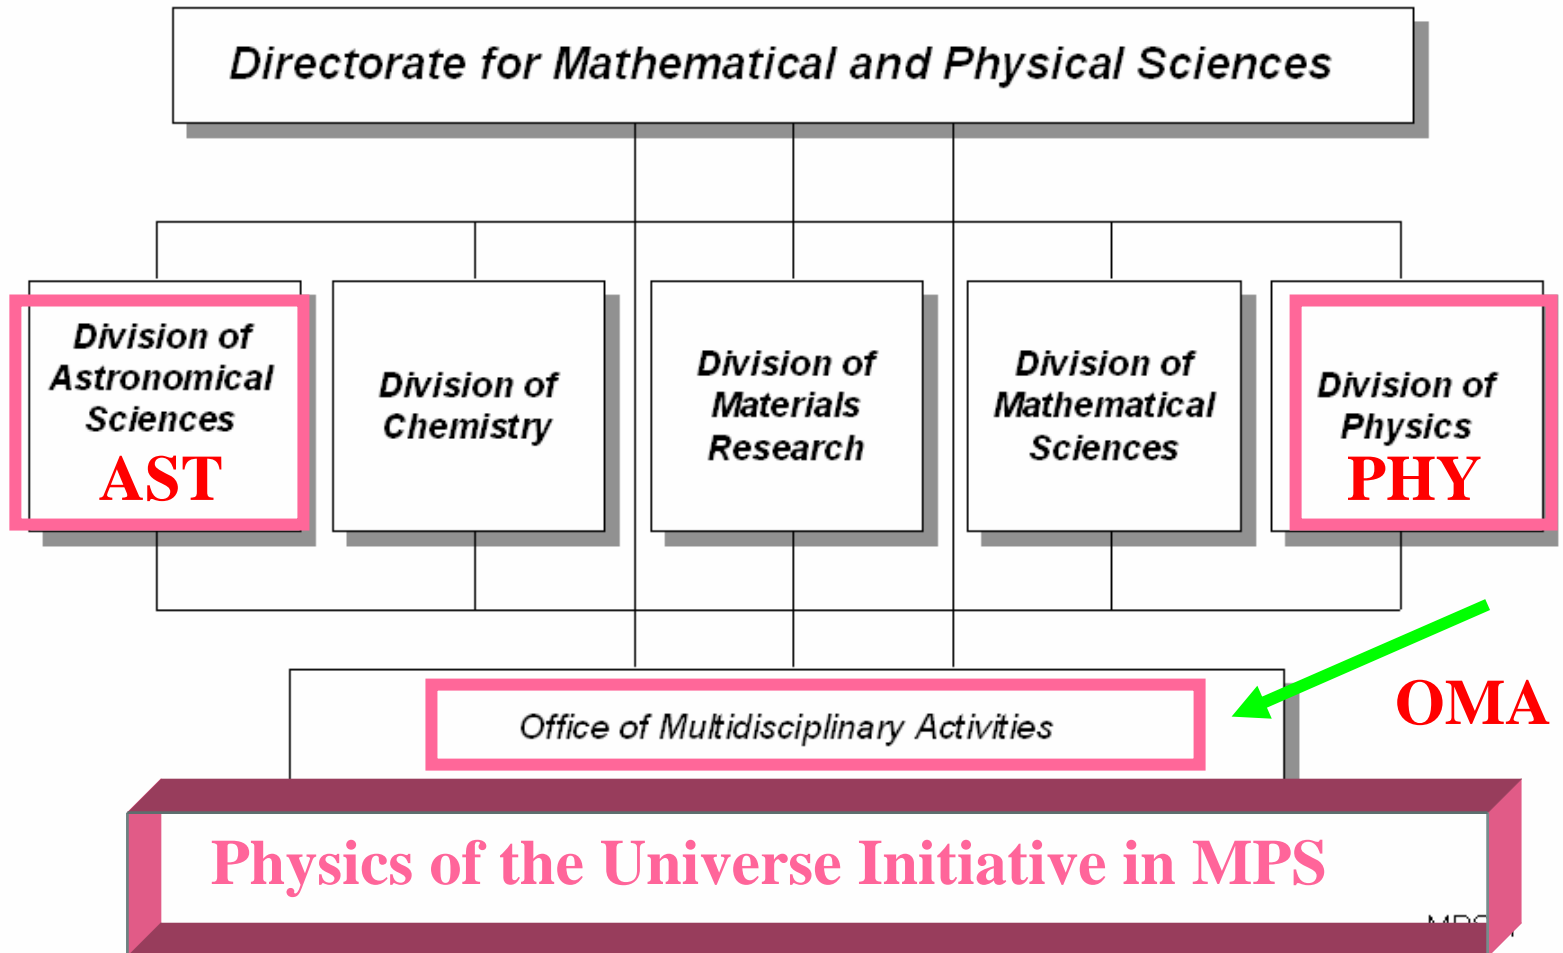 Directorate for Mathematical and Physical Sciences
Division of
Astronomical
Sciences
AST
Division of
Chemistry
Division of
Materials
Research
Division of
Mathematical
Sciences
Division of
Physics
PHY
Office of Multidisciplinary Activities
OMA
Physics of the Universe Initiative in MPS